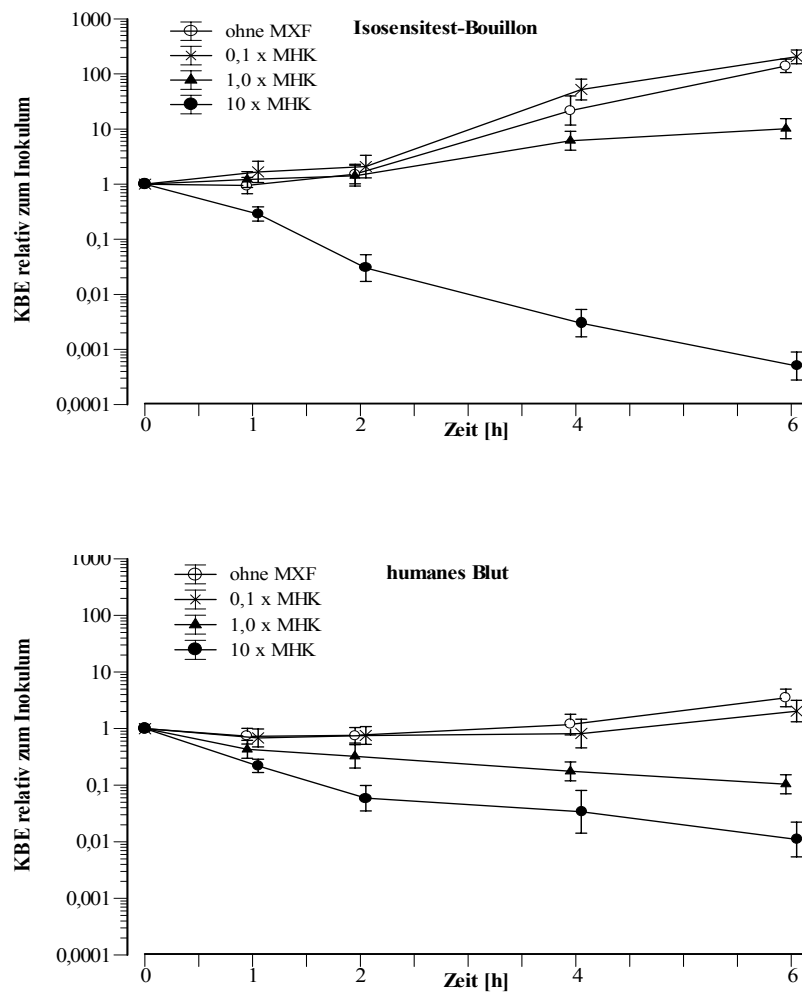 Isosensitest-Bouillon
ohne MXF
0,1 x MHK
1,0 x MHK
10 x MHK
KBE relativ zum Inokulum
1000
100
10
1
0,1
0,01
0,001
0,0001
0 1 2 4 6
Zeit [h]
humanes Blut
ohne MXF
0,1 x MHK
1,0 x MHK
10 x MHK
KBE relativ zum Inokulum
1000
100
10
1
0,1
0,01
0,001
0,0001
0 1 2 4 6
Zeit [h]